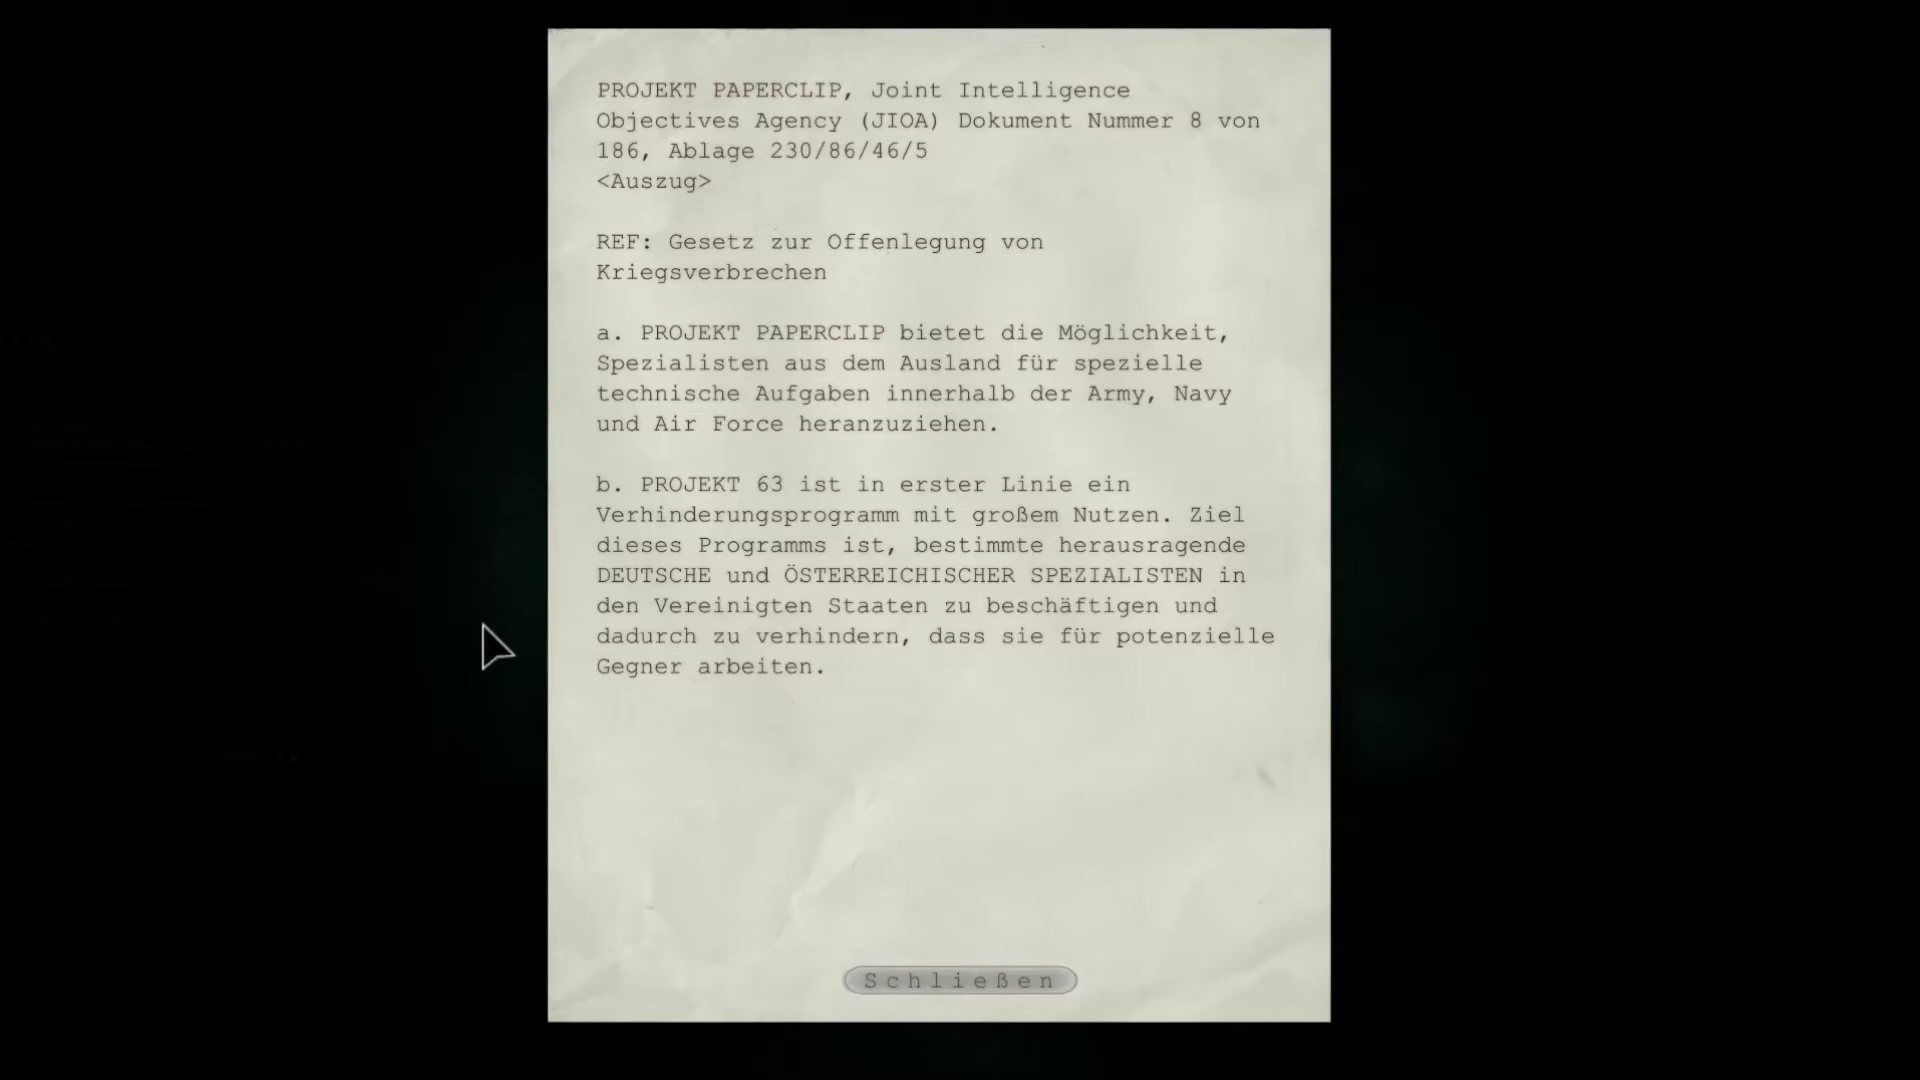 PROJEKT PAPERCLIP, Joint Intelligence
Objectives Agency (JIOA) Dokument Nummer 8 von
186, Ablage 230/86/46/5
<Auszug>
REF: Gesetz zur Offenlegung von
Kriegsverbrechen
a. PROJEKT PAPERCLIP bietet die Möglichkeit,
Spezialisten aus dem Ausland für spezielle
technische Aufgaben innerhalb der Army, Navy
und Air Force heranzuziehen.
b. PROJEKT 63 ist in erster Linie ein
Verhinderungsprogramm mit großem Nutzen. Ziel
dieses Programms ist, bestimmte herausragende
DEUTSCHE und ÖSTERREICHISCHER SPEZIALISTEN in
den Vereinigten Staaten zu beschäftigen und
dadurch zu verhindern, dass sie für potenzielle
Gegner arbeiten.
Schließen